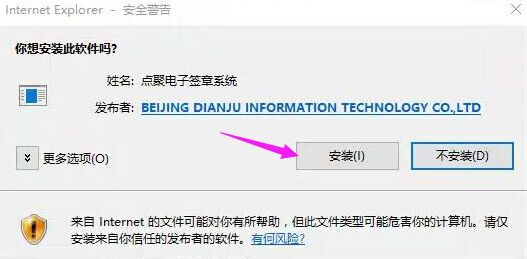 Internet Explorer - 安全警告
你想安装此软件吗?
姓名: 点聚电子签章系统
发布者: BEIJING DIANJU INFORMATION TECHNOLOGY CO.,LTD
更多选项(O)
安装(I)
不安装(D)
来自 Internet 的文件可能对你有所帮助，但此文件类型可能危害你的计算机。请仅
安装来自你信任的发布者的软件。有何风险?